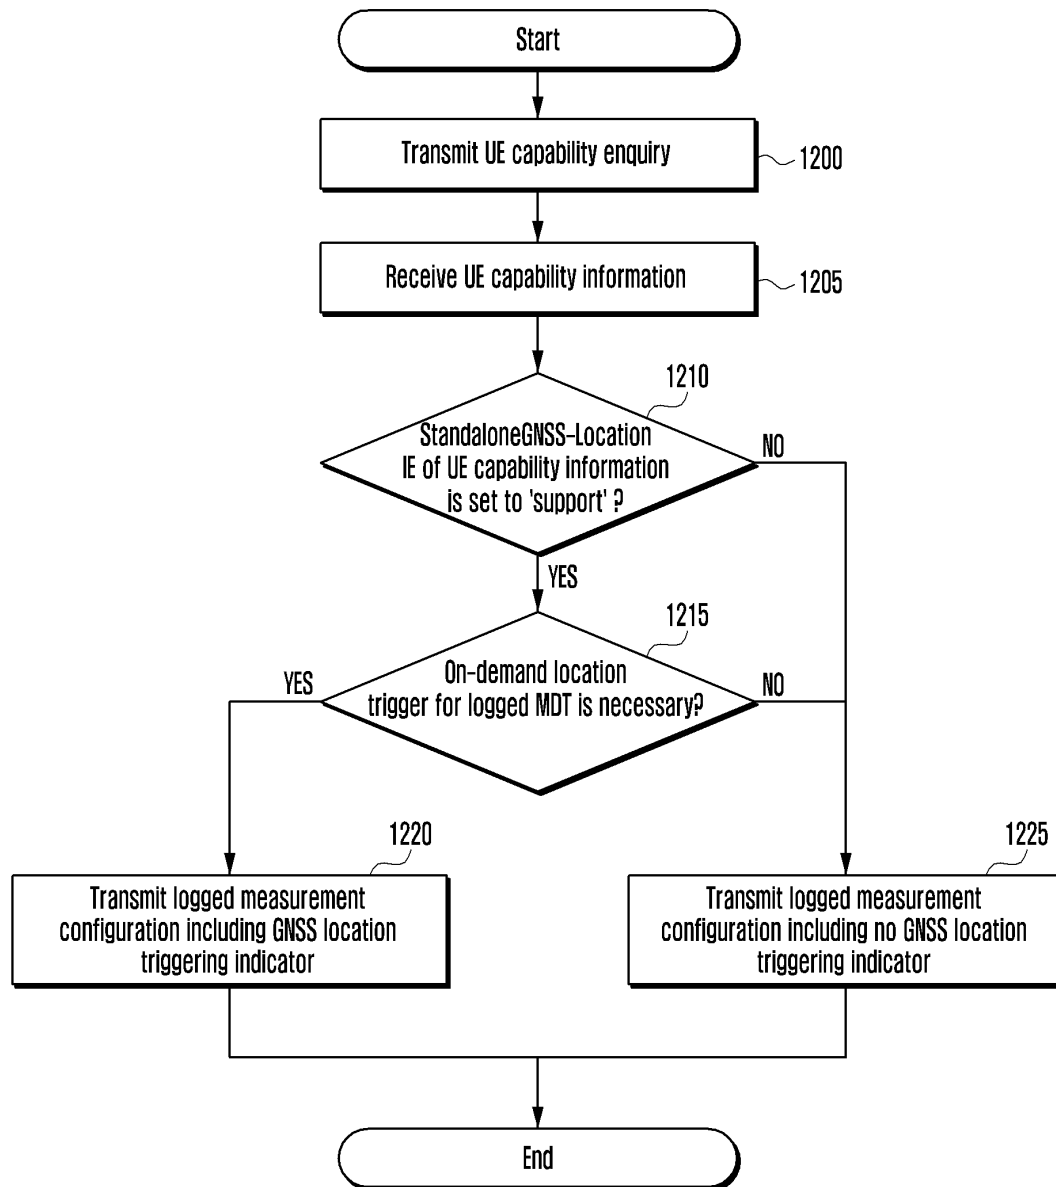 Start
Transmit UE capability enquiry
1200
Receive UE capability information
1205
1210
StandaloneGNSS-Location
IE of UE capability information
is set to 'support' ?
NO
YES
1215
On-demand location
trigger for logged MDT is necessary?
YES
NO
1220
Transmit logged measurement
configuration including GNSS location
triggering indicator
1225
Transmit logged measurement
configuration including no GNSS location
triggering indicator
End